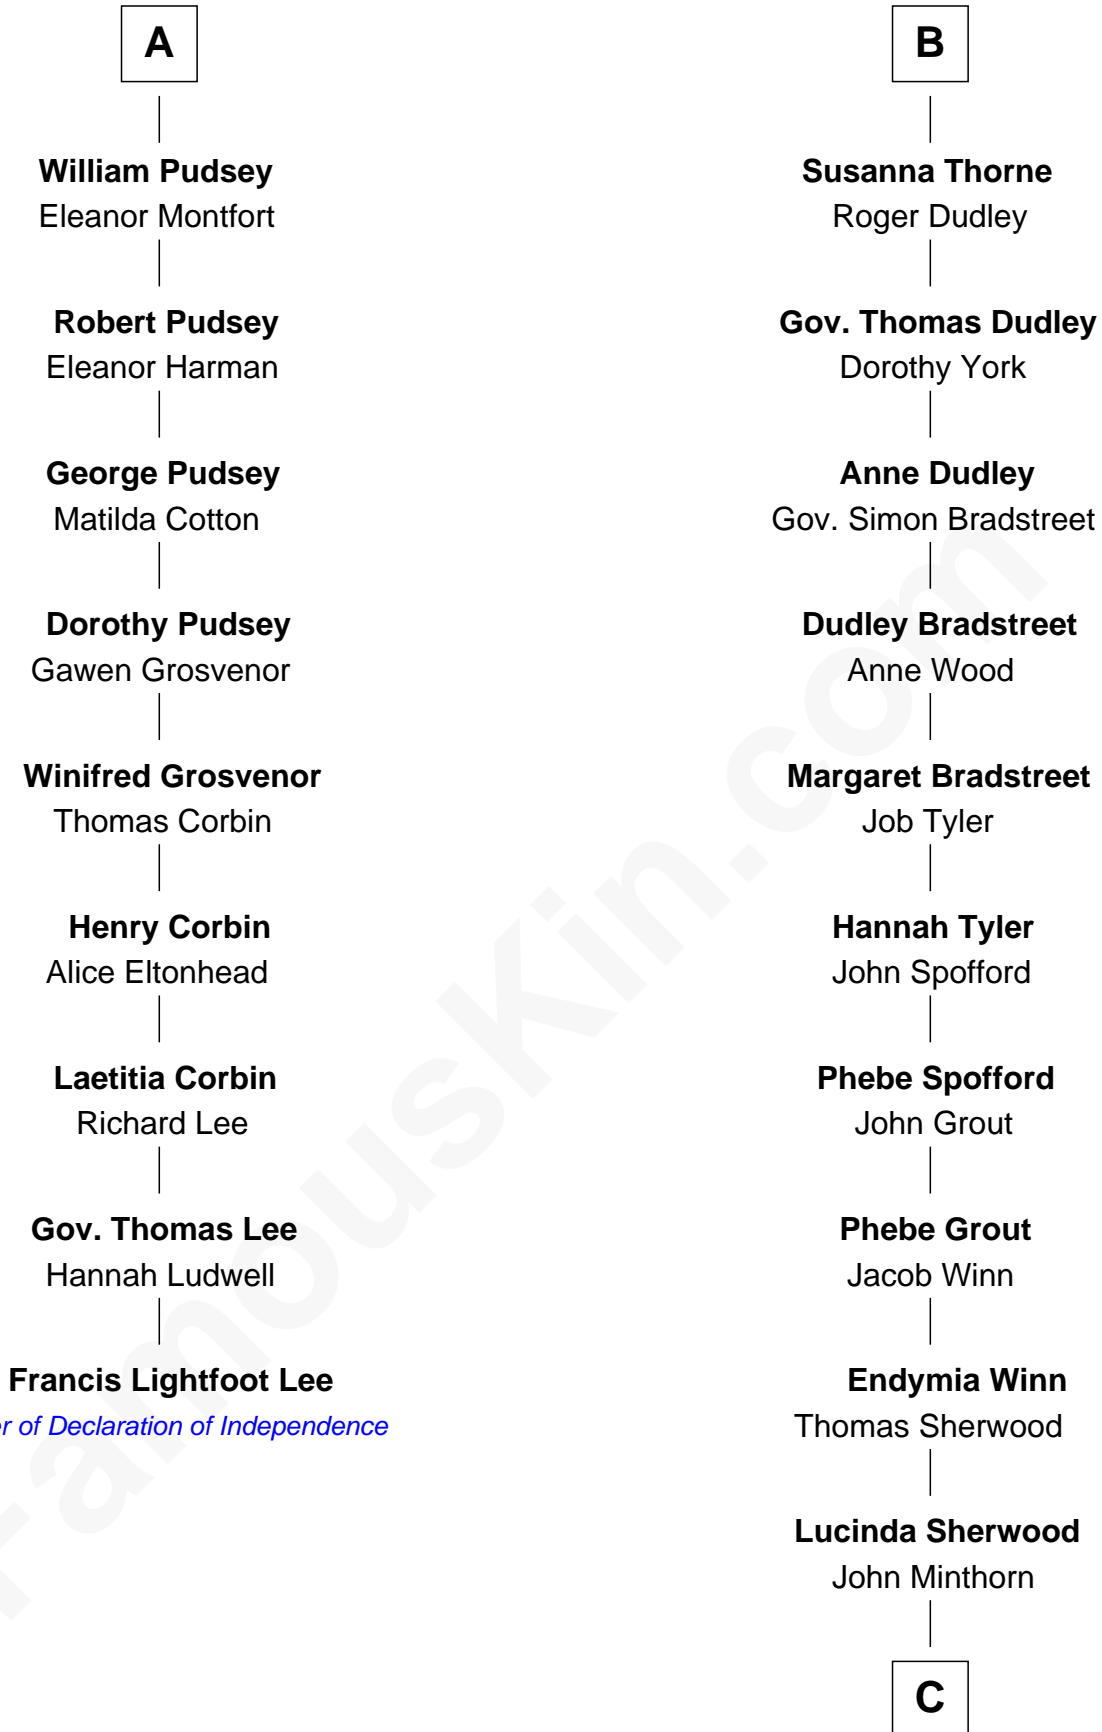 A
William Pudsey
Eleanor Montfort
Robert Pudsey
Eleanor Harman
George Pudsey
Matilda Cotton
Dorothy Pudsey
Gawen Grosvenor
Winifred Grosvenor
Thomas Corbin
Henry Corbin
Alice Eltonhead
Laetitia Corbin
Richard Lee
Gov. Thomas Lee
Hannah Ludwell
Francis Lightfoot Lee
of Declaration of Independence
B
Susanna Thorne
Roger Dudley
Gov. Thomas Dudley
Dorothy York
Anne Dudley
Gov. Simon Bradstreet
Dudley Bradstreet
Anne Wood
Margaret Bradstreet
Job Tyler
Hannah Tyler
John Spofford
Phebe Spofford
John Grout
Phebe Grout
Jacob Winn
Endymia Winn
Thomas Sherwood
Lucinda Sherwood
John Minthorn
C
FamousKin.com